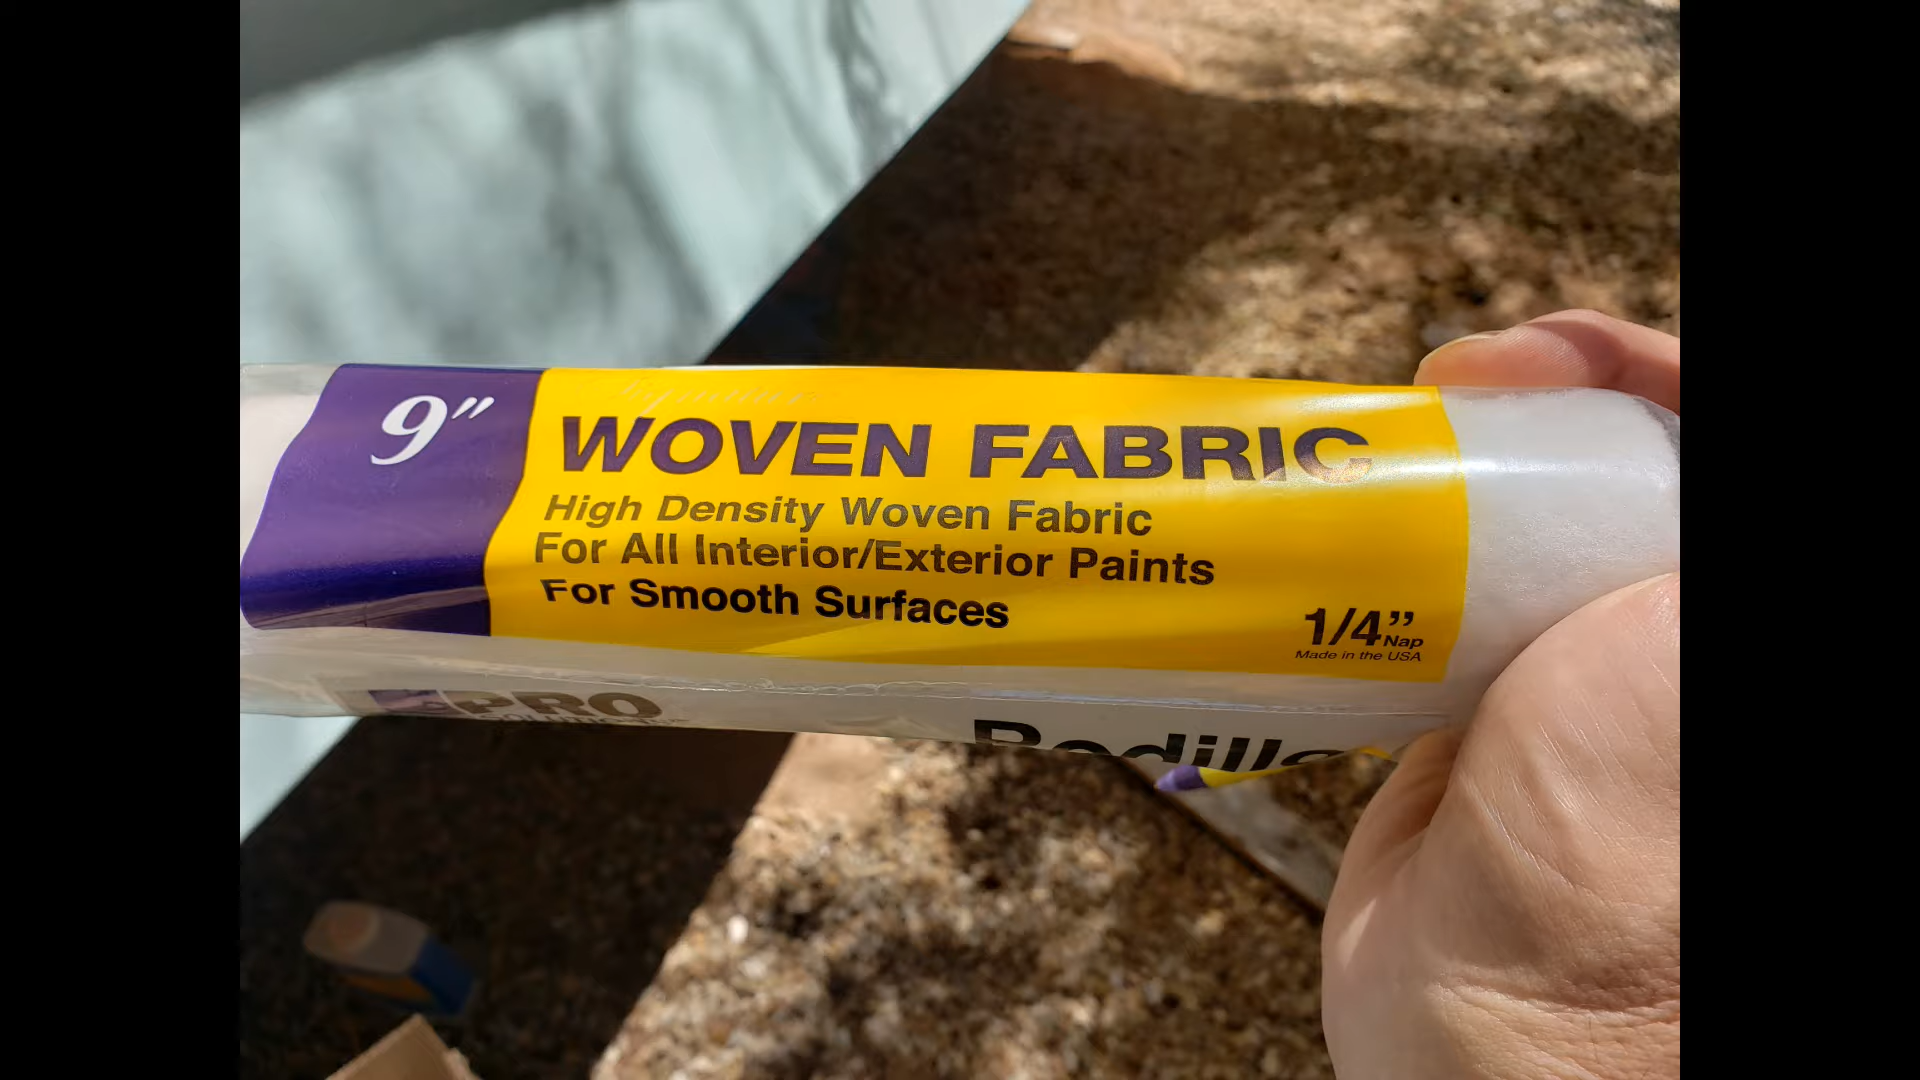 9"
WOVEN FABRIC
High Density Woven Fabric
For All Interior/Exterior Paints
For Smooth Surfaces
1/4” Nap
Made in the USA
PRO